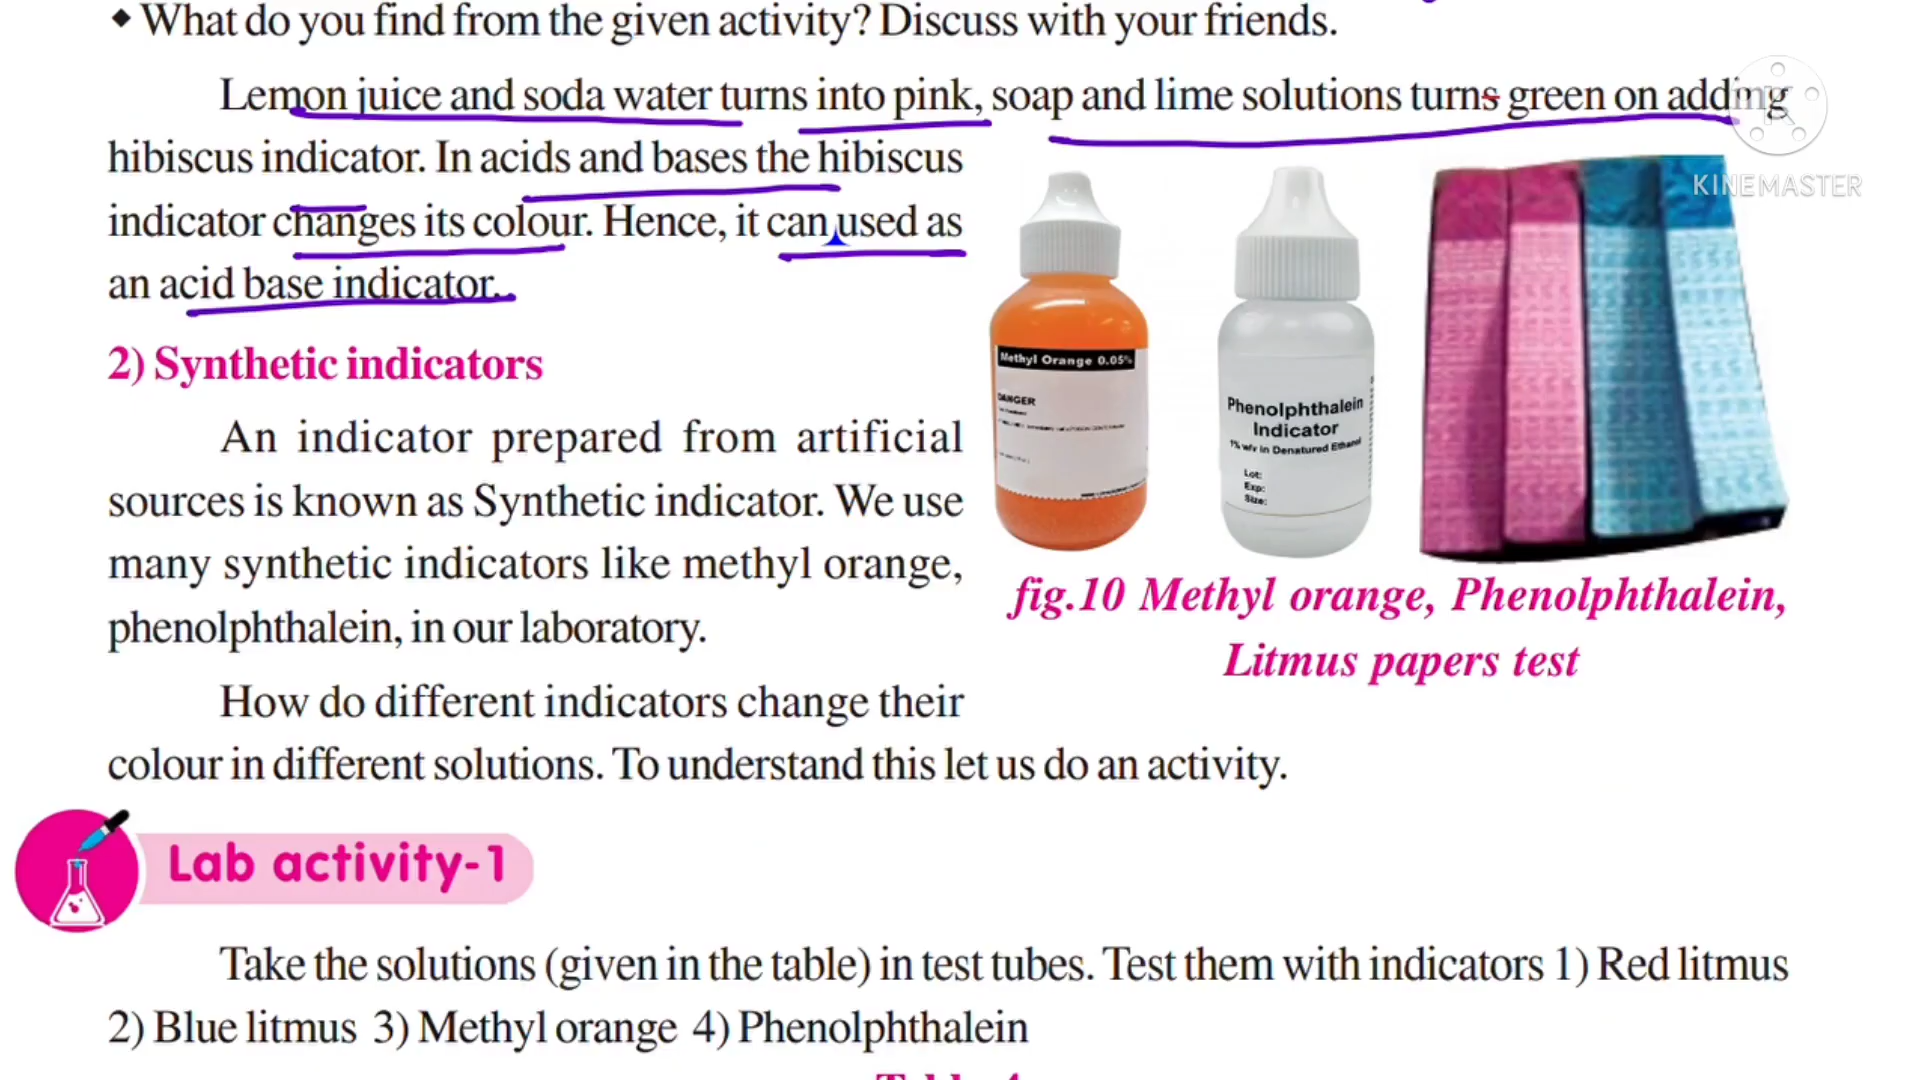 ◆ What do you find from the given activity? Discuss with your friends.
Lemon juice and soda water turns into pink, soap and lime solutions turns green on adding
hibiscus indicator. In acids and bases the hibiscus
indicator changes its colour. Hence, it can used as
an acid base indicator.
KINEMASTER
2) Synthetic indicators
An indicator prepared from artificial
sources is known as Synthetic indicator. We use
many synthetic indicators like methyl orange,
phenolphthalein, in our laboratory.
Methyl Orange 0.05%
DANGER
Phenolphthalein
Indicator
1% w/v in Denatured Ethanol
Lot:
Exp:
Size:
fig.10 Methyl orange, Phenolphthalein,
Litmus papers test
How do different indicators change their
colour in different solutions. To understand this let us do an activity.
Lab activity-1
Take the solutions (given in the table) in test tubes. Test them with indicators 1) Red litmus
2) Blue litmus 3) Methyl orange 4) Phenolphthalein